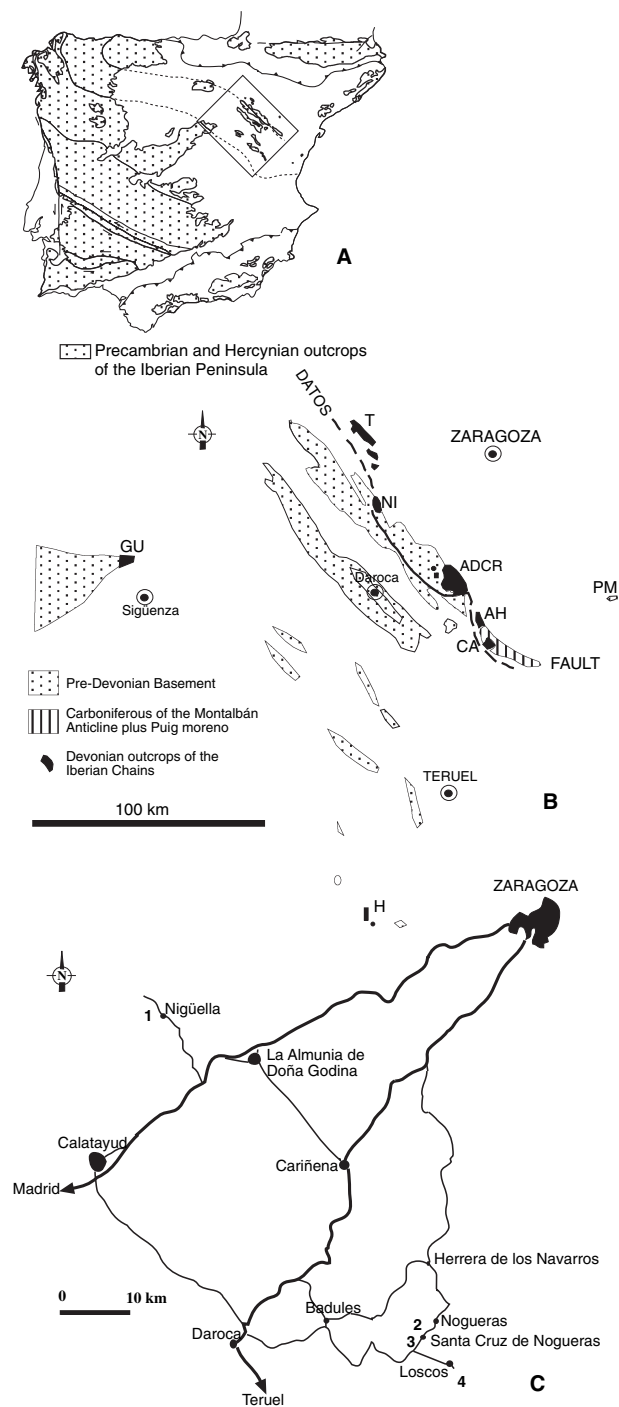 A
Precambrian and Hercynian outcrops
of the Iberian Peninsula
DATOS
T
N
ZARAGOZA
NI
GU
ADCR
Daroca
Sigüenza
PM
AH
CA
FAULT
Pre-Devonian Basement
Carboniferous of the Montalbán
Anticline plus Puig moreno
Devonian outcrops of the
Iberian Chains
TERUEL
B
100 km
ZARAGOZA
H
N
1
Nigüella
La Almunia de
Doña Godina
Calatayud
Cariñena
Madrid
Herrera de los Navarros
0 10 km
Badules
2 Nogueras
Daroca
3 Santa Cruz de Nogueras
Loscos
4
C
Teruel